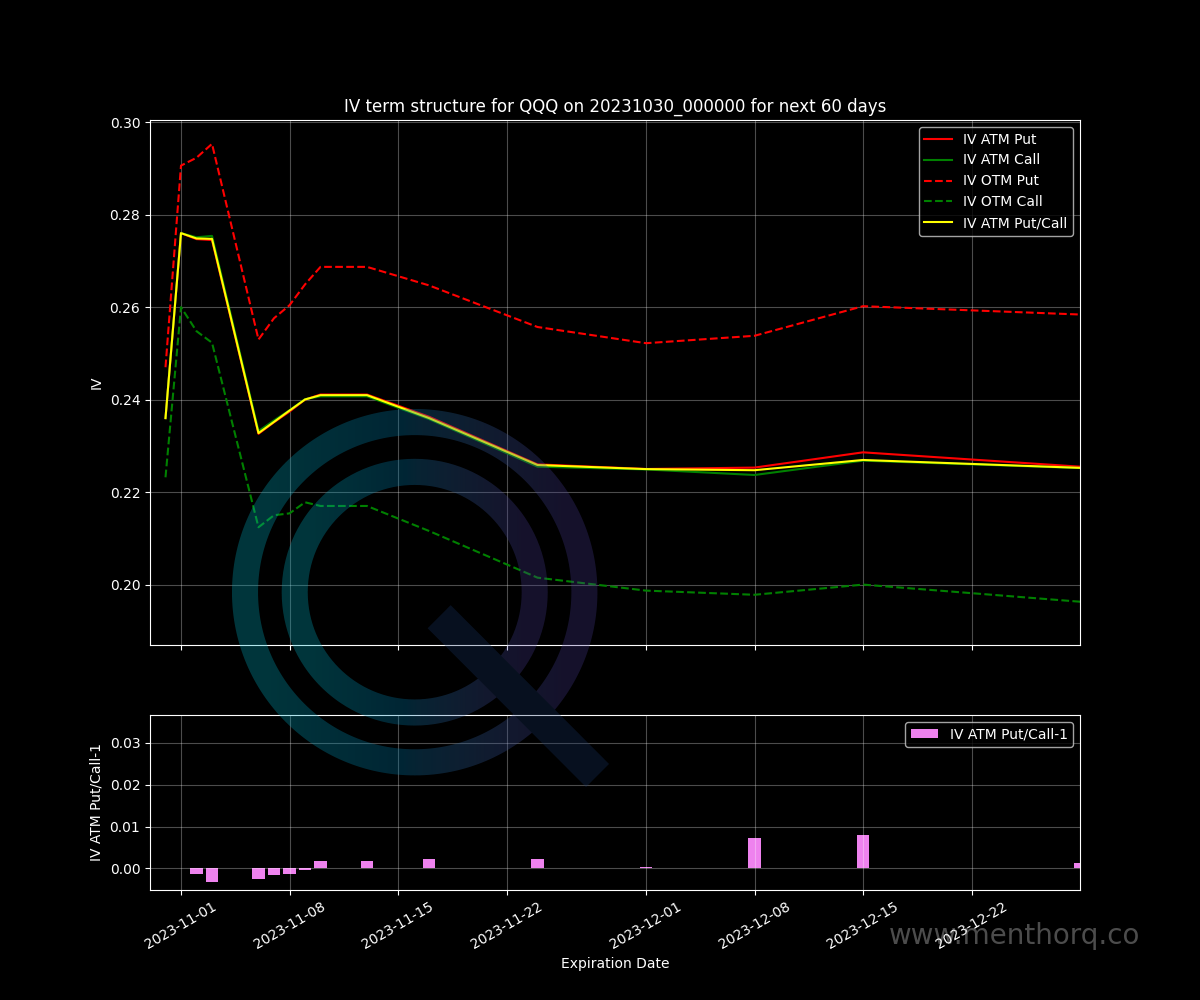 IV term structure for QQQ on 20231030_000000 for next 60 days
0.30
0.28
0.26
0.24
0.22
0.20
IV
IV ATM Put
IV ATM Call
IV OTM Put
IV OTM Call
IV ATM Put/Call
0.03
0.02
0.01
0.00
IV ATM Put/Call-1
IV ATM Put/Call-1
2023-11-01
2023-11-08
2023-11-15
2023-11-22
2023-12-01
2023-12-08
2023-12-15
2023-12-22
www.menthorq.co
Expiration Date